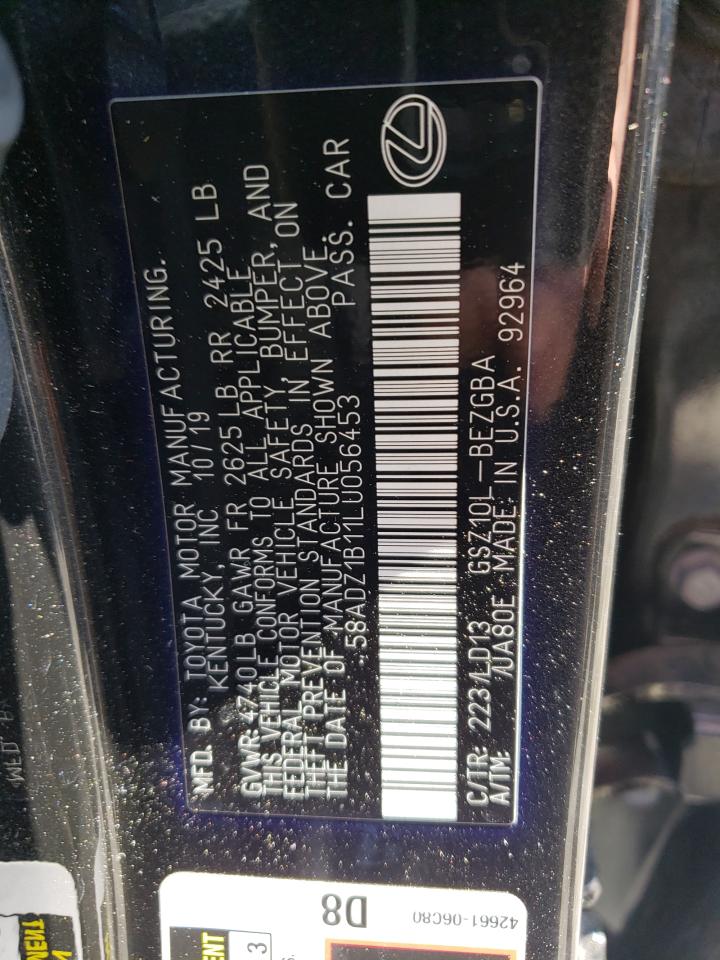 MFD. BY: TOYOTA MOTOR MANUFACTURING.
KENTUCKY, INC 10/19
GVWR 4740LB GAWR FR 2625LB RR 2425 LB
THIS VEHICLE CONFORMS TO ALL APPLICABLE
FEDERAL MOTOR VEHICLE SAFETY, BUMPER, AND
THEFT PREVENTION STANDARDS IN EFFECT ON
THE DATE OF MANUFACTURE SHOWN ABOVE.
58ADZ1B11LU056453 PASS. CAR
C/TR: 223/LD13 GSZ10L-BEZGBA
A/TM: /UA80E MADE IN U.S.A. 92964
D8
42661-06C80
3